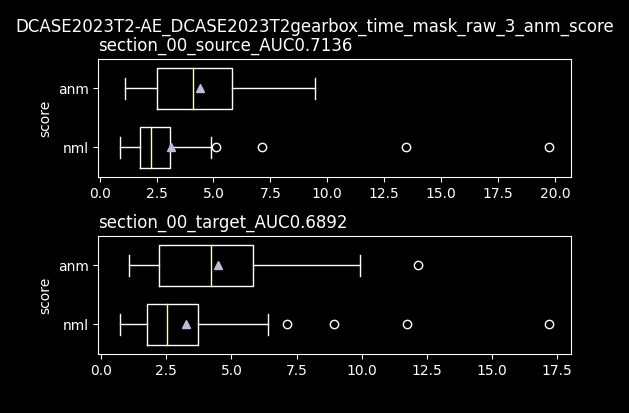 DCASE2023T2-AE_DCASE2023T2gearbox_time_mask_raw_3_anm_score
section_00_source_AUC0.7136
anm
nml
score
0.0 2.5 5.0 7.5 10.0 12.5 15.0 17.5 20.0
section_00_target_AUC0.6892
anm
nml
score
0.0 2.5 5.0 7.5 10.0 12.5 15.0 17.5